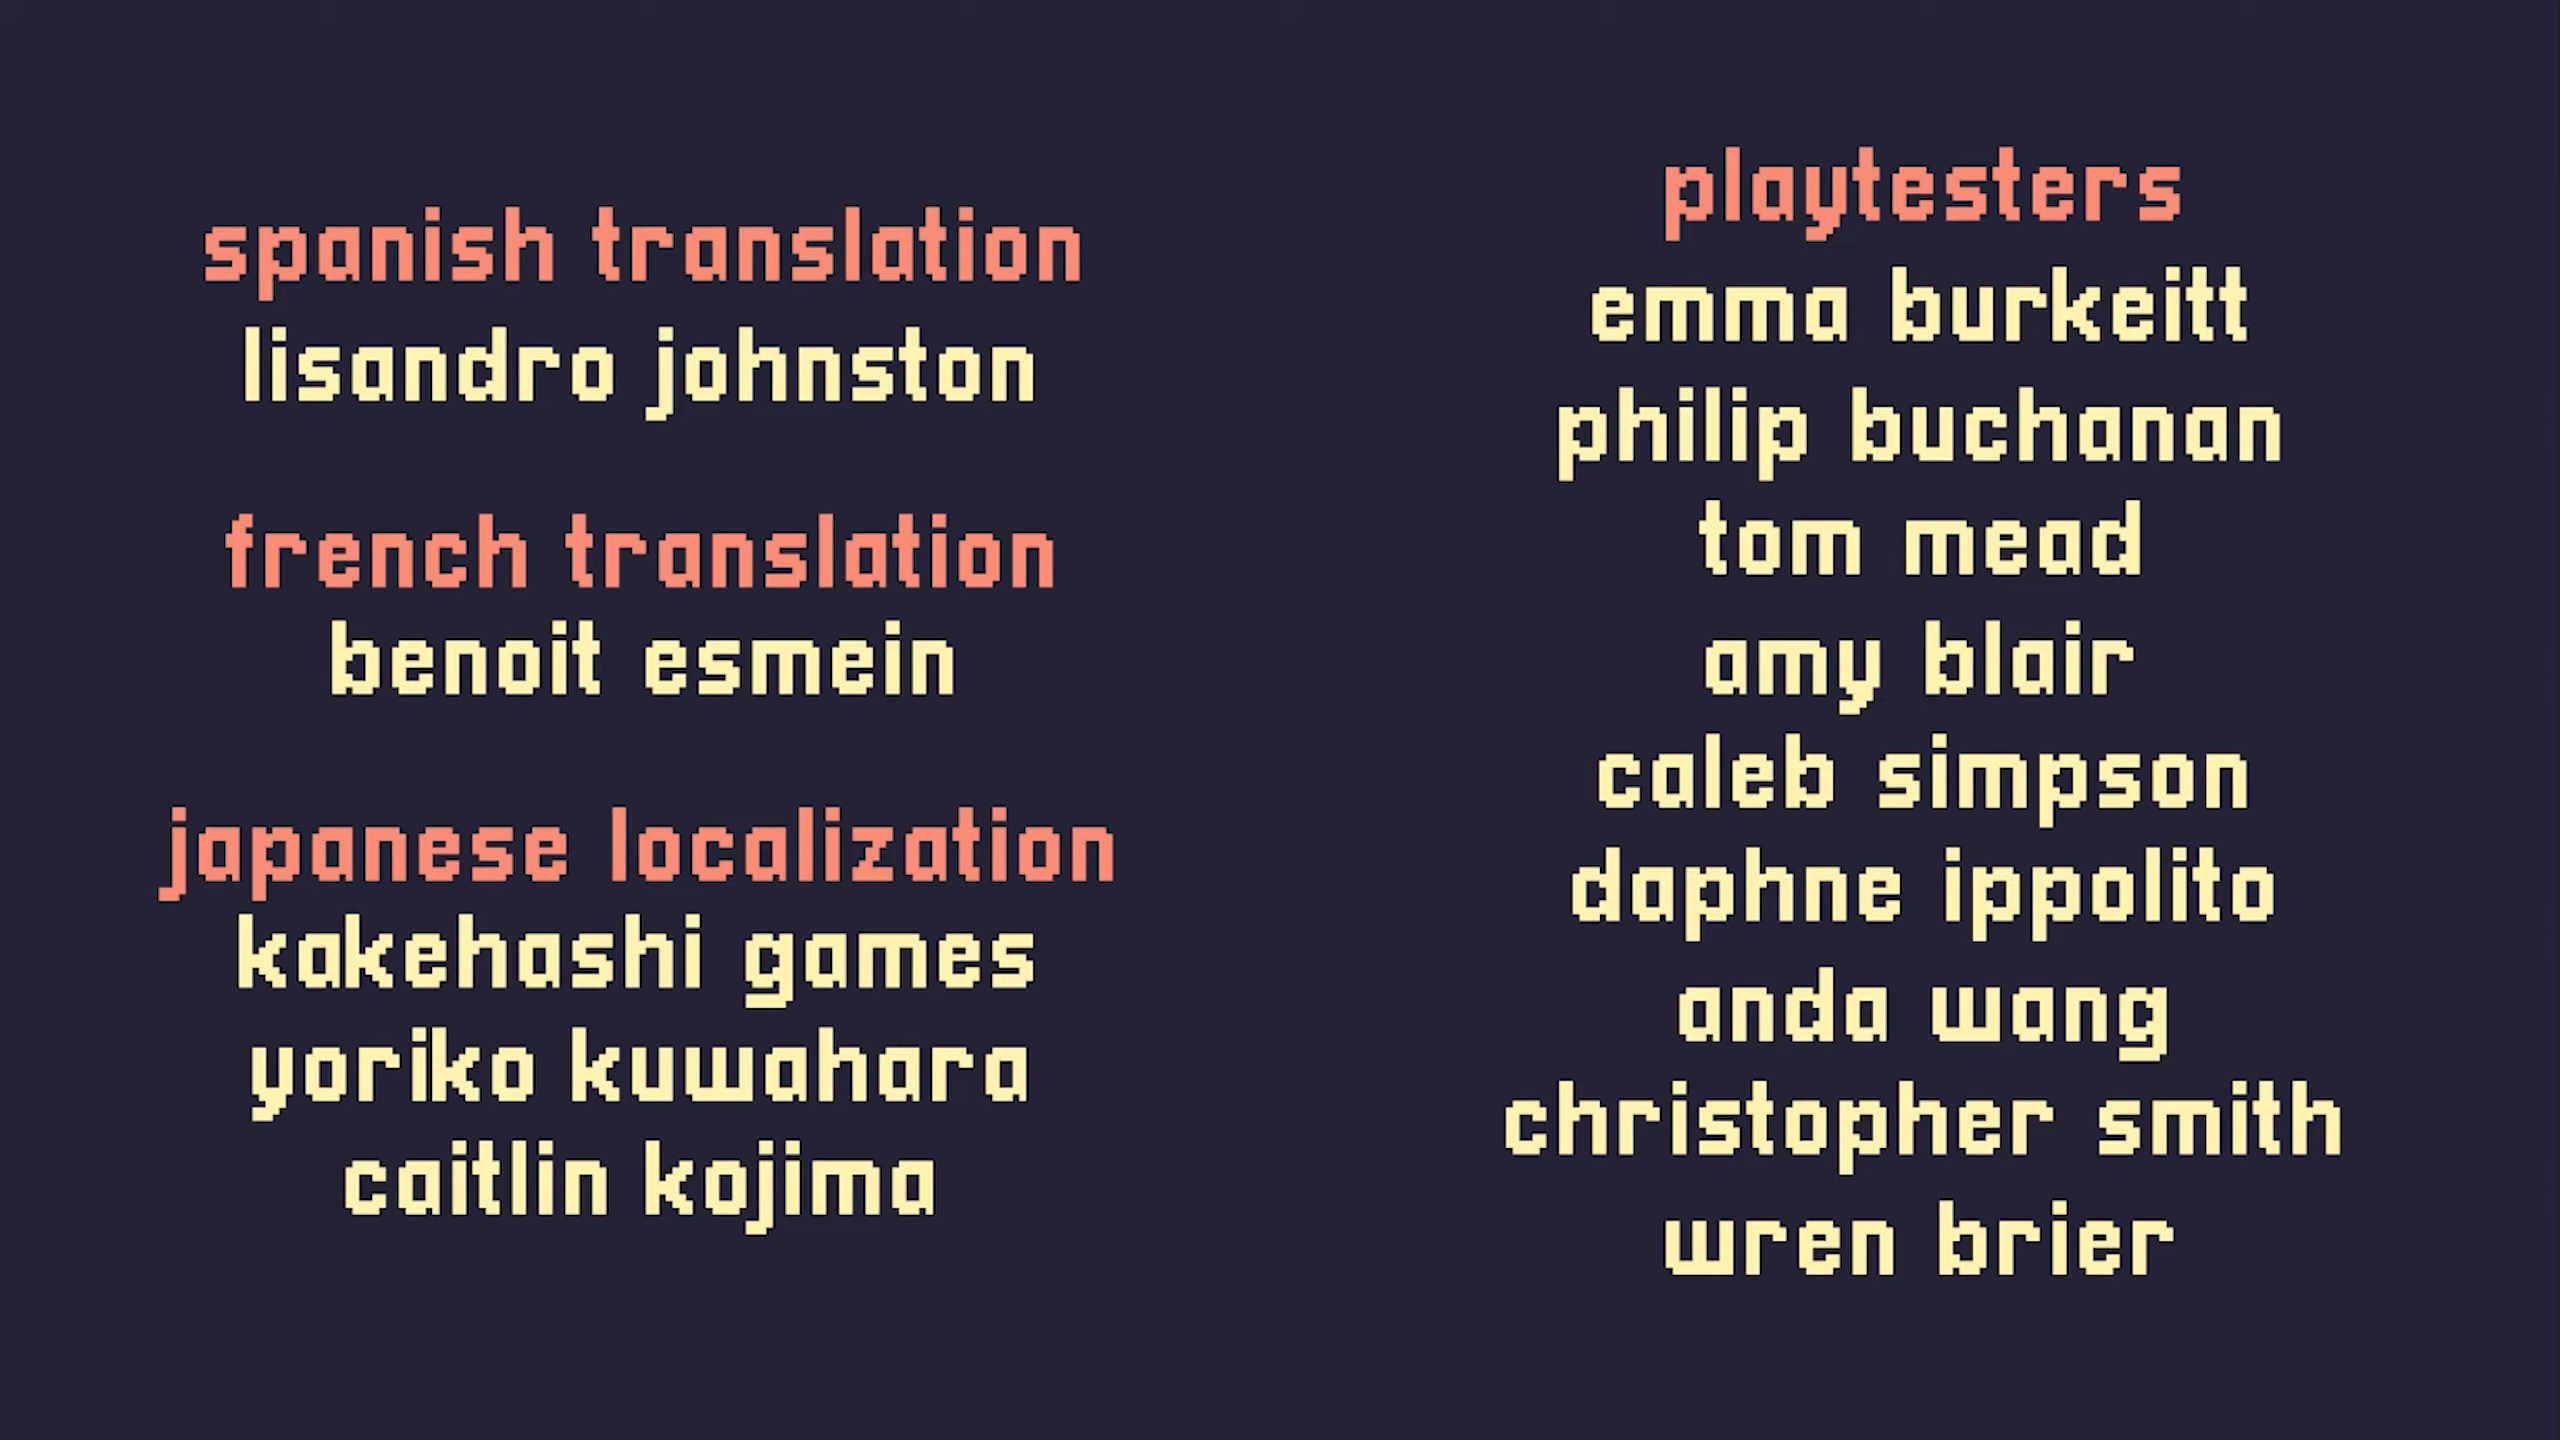 spanish translation
lisandro johnston
french translation
benoit esmein
japanese localization
kakehashi games
yoriko kuwahara
caitlin kojima
playtesters
emma burkeitt
philip buchanan
tom mead
amy blair
caleb simpson
daphne ippolito
anda wang
christopher smith
wren brier